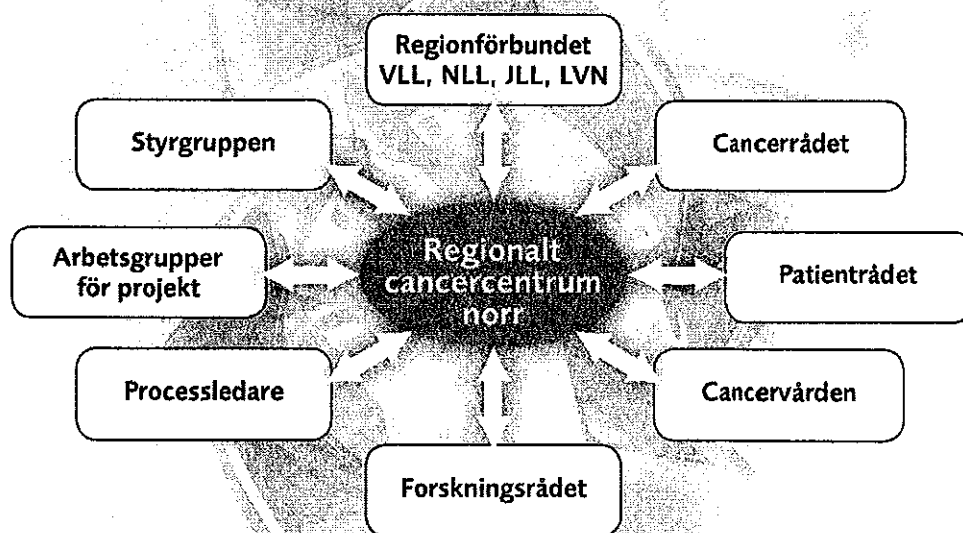 Regionförbundet
VLL, NLL, JLL, LVN
Styrgruppen
Cancerrådet
Arbetsgrupper
för projekt
Regionalt
cancercentrum
norr
Patientrådet
Processledare
Cancervården
Forskningsrådet